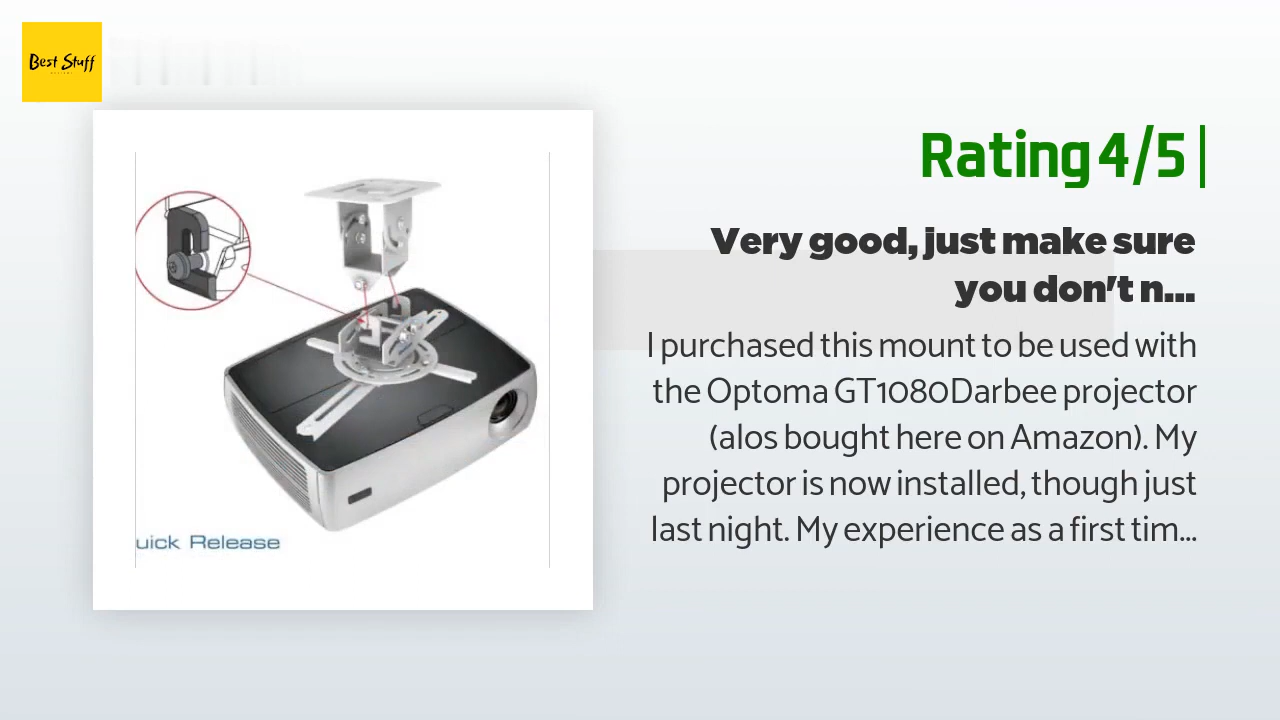 Best Stuff
Rating 4/5 |
Very good, just make sure
you don't n...
I purchased this mount to be used with
the Optoma GT1080Darbee projector
(alos bought here on Amazon). My
projector is now installed, though just
last night. My experience as a first tim...
uick Release